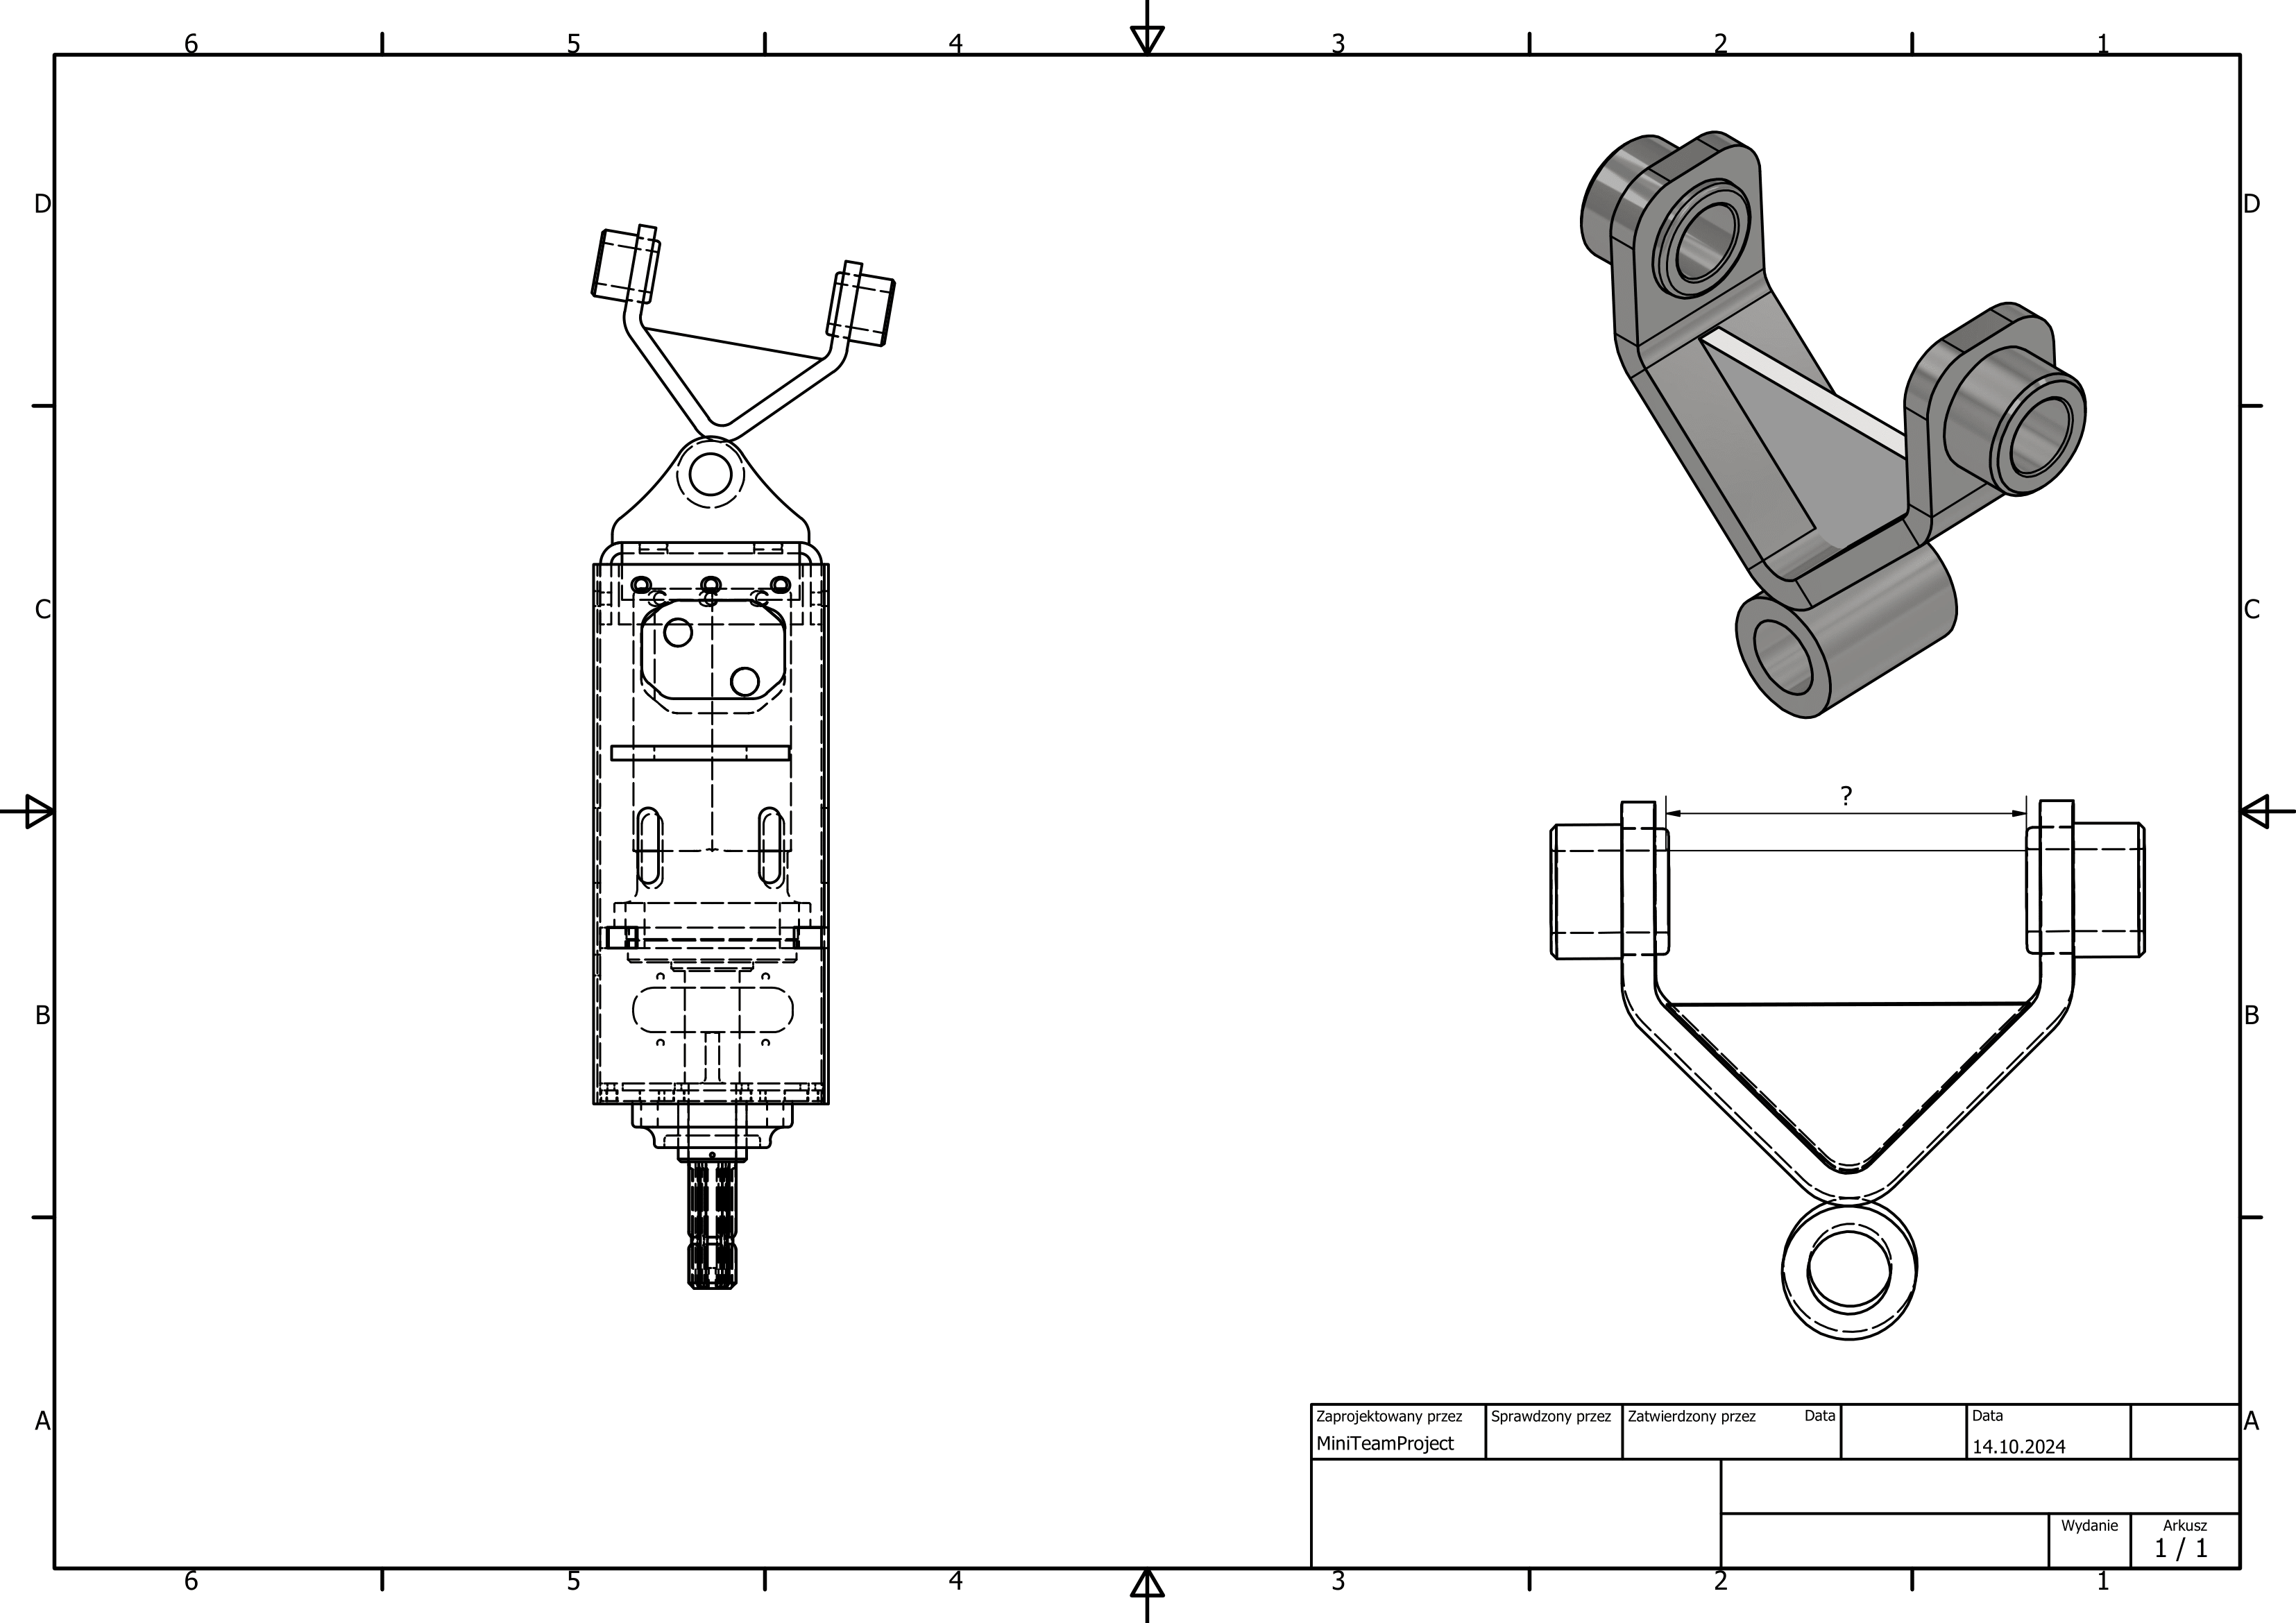 6 5 4 3 2 1
D D
C C
?
B B
A A
Zaprojektowany przez Sprawdzony przez Zatwierdzony przez Data Data
MiniTeamProject 14.10.2024
Wydanie Arkusz
1 / 1
6 5 4 3 2 1